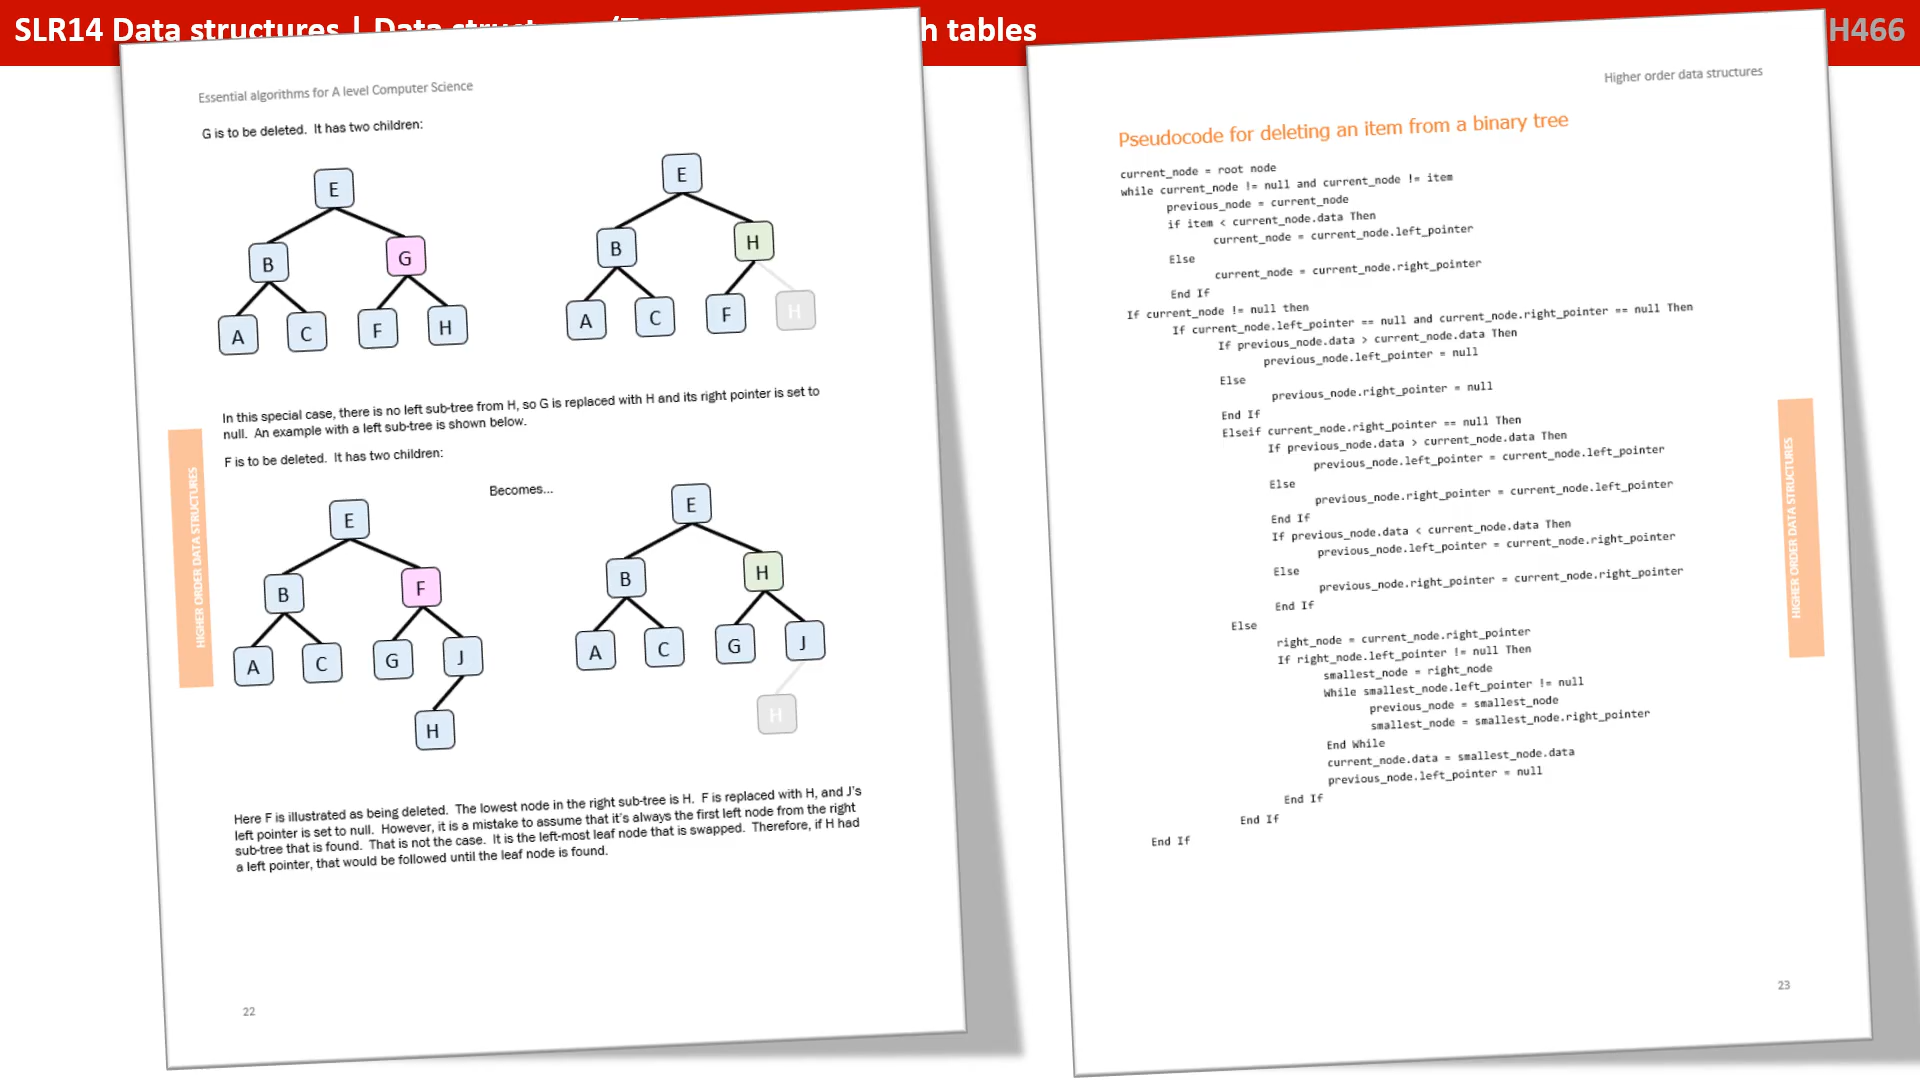 SLR14 Data structures | Data
h tables
H466
Essential algorithms for A level Computer Science
G is to be deleted. It has two children:
E
B
G
A
C
F
H
E
B
H
A
C
F
H
In this special case, there is no left sub-tree from H, so G is replaced with H and its right pointer is set to
null. An example with a left sub-tree is shown below.
F is to be deleted. It has two children:
Becomes...
E
B
F
A
C
G
J
H
E
B
H
A
C
G
J
H
Here F is illustrated as being deleted. The lowest node in the right sub-tree is H. F is replaced with H, and J's
left pointer is set to null. However, it is a mistake to assume that it's always the first left node from the right
sub-tree that is found. That is not the case. It is the left-most leaf node that is swapped. Therefore, if H had
a left pointer, that would be followed until the leaf node is found.
HIGHER ORDER DATA STRUCTURES
22
Higher order data structures
Pseudocode for deleting an item from a binary tree
current_node = root node
while current_node != null and current_node != item
previous_node = current_node
if item < current_node.data Then
current_node = current_node.left_pointer
Else
current_node = current_node.right_pointer
End If
If current_node != null then
If current_node.left_pointer == null and current_node.right_pointer == null Then
If previous_node.data > current_node.data Then
previous_node.left_pointer = null
Else
previous_node.right_pointer = null
End If
Elseif current_node.right_pointer == null Then
If previous_node.data > current_node.data Then
previous_node.left_pointer = current_node.left_pointer
Else
previous_node.right_pointer = current_node.left_pointer
End If
If previous_node.data < current_node.data Then
previous_node.left_pointer = current_node.right_pointer
Else
previous_node.right_pointer = current_node.right_pointer
End If
Else
right_node = current_node.right_pointer
If right_node.left_pointer != null Then
smallest_node = right_node
While smallest_node.left_pointer != null
previous_node = smallest_node
smallest_node = smallest_node.right_pointer
End While
current_node.data = smallest_node.data
previous_node.left_pointer = null
End If
End If
End If
HIGHER ORDER DATA STRUCTURES
23